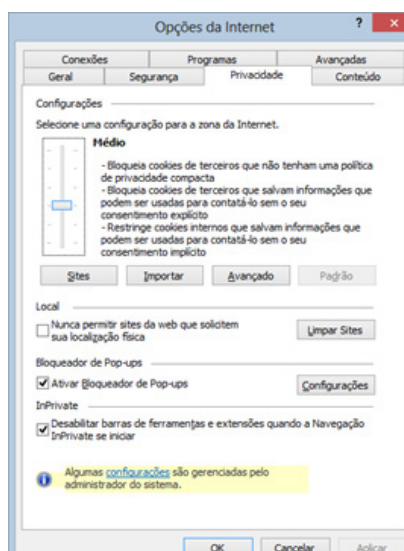 Opções da Internet
?
Conexões Programas Avançadas
Geral Segurança Privacidade Conteúdo
Configurações
Selecione uma configuração para a zona da Internet.
Médio
- Bloqueia cookies de terceiros que não tenham uma política
de privacidade compacta
- Bloqueia cookies de terceiros que salvam informações que
podem ser usadas para contatá-lo sem o seu
consentimento explícito
- Restringe cookies internos que salvam informações que
podem ser usadas para contatá-lo sem o seu
consentimento implícito
Sites Importar Avançado Padrão
Local
Nunca permitir sites da web que solicitem
sua localização física
Limpar Sites
Bloqueador de Pop-ups
Ativar Bloqueador de Pop-ups
Configurações
InPrivate
Desabilitar barras de ferramentas e extensões quando a Navegação
InPrivate se iniciar
Algumas configurações são gerenciadas pelo
administrador do sistema.
OK Cancelar Aplicar